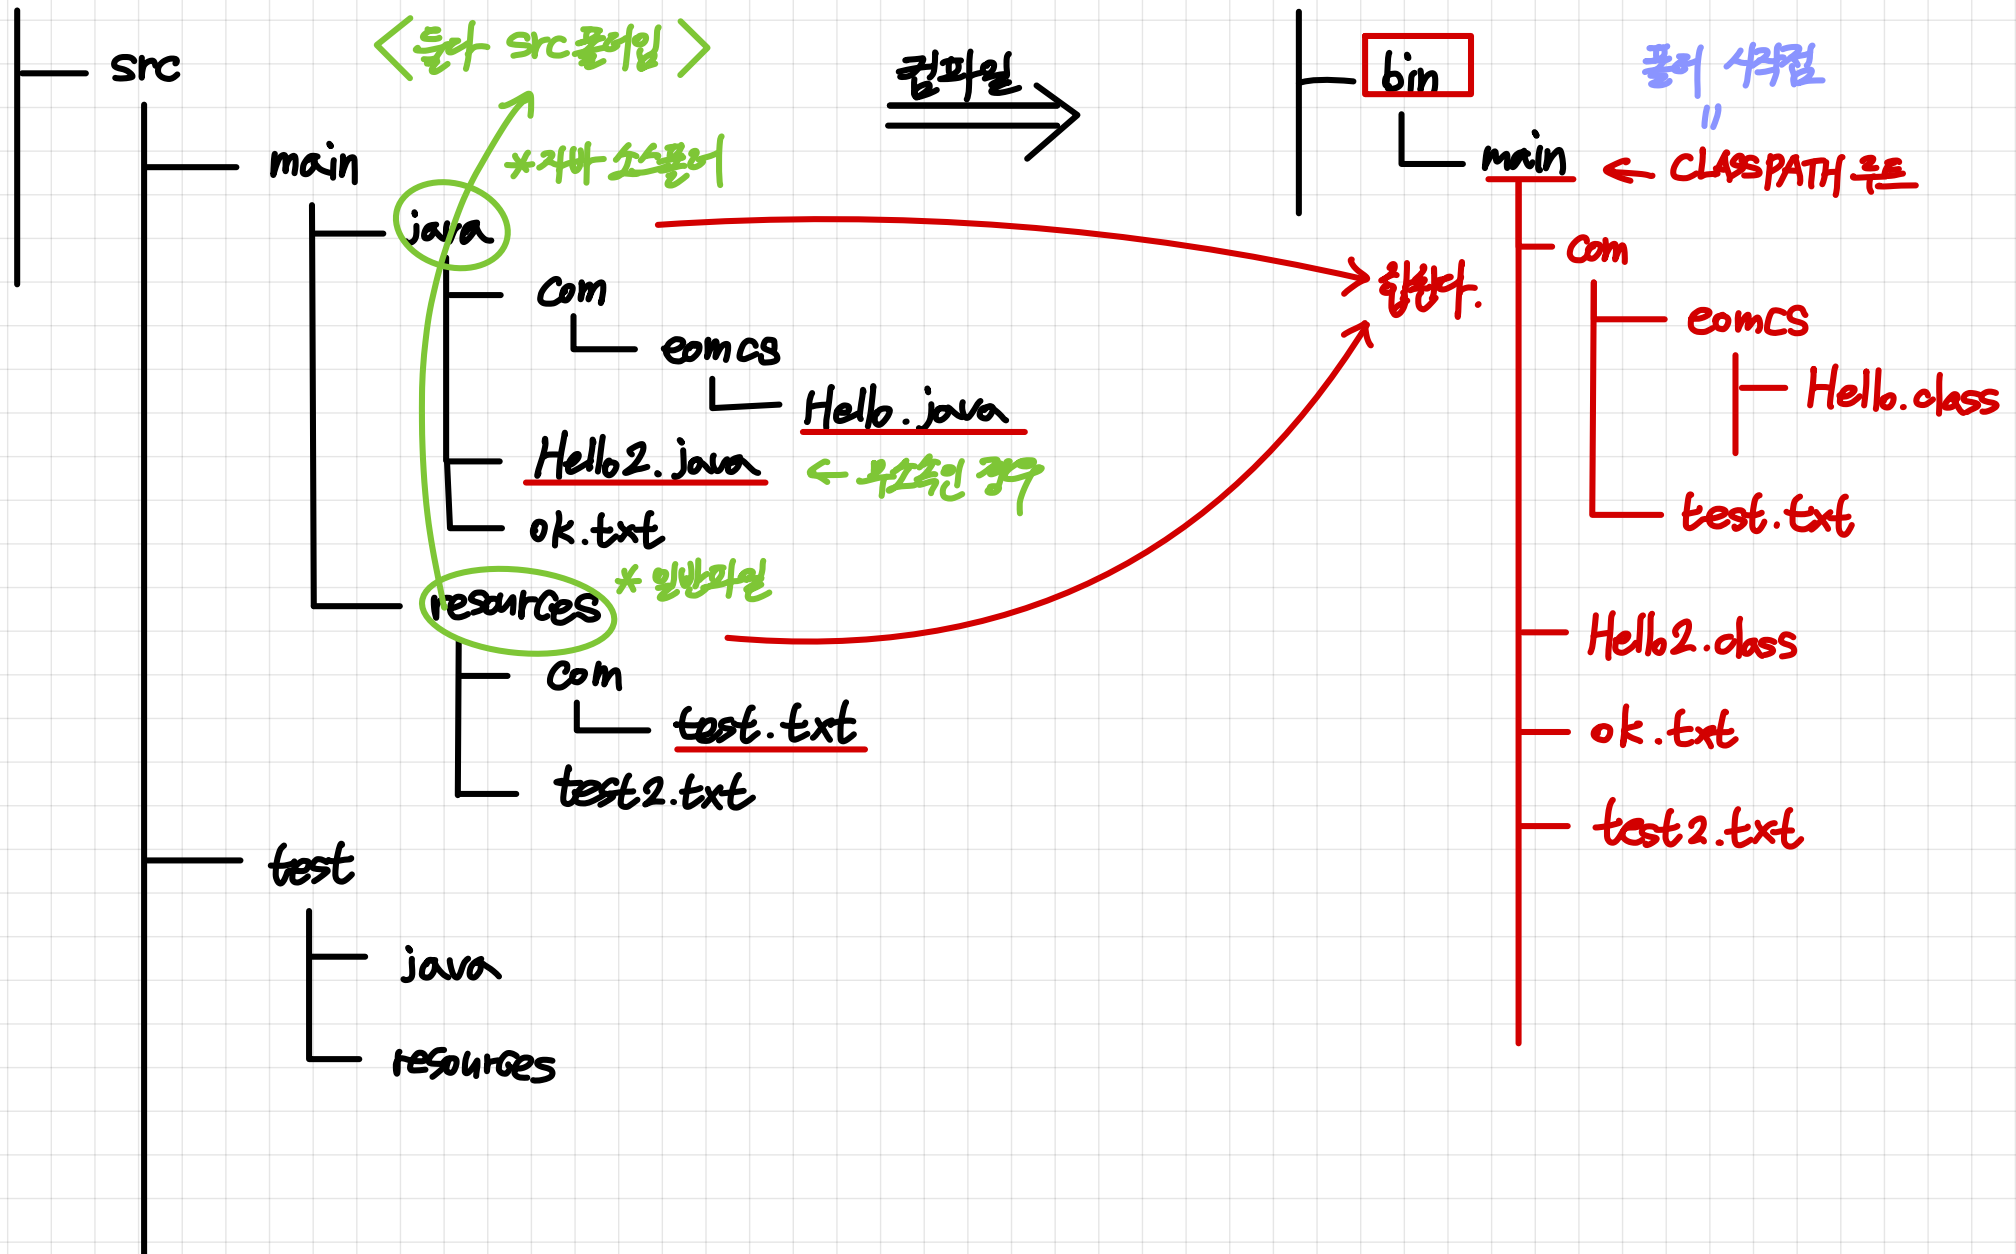 <둘다 src폴더임>
src
* 자바 소스폴더
main
java
com
eomcs
Hello.java
Hello2.java
← 무소속인 경우
ok.txt
resources
* 일반파일
com
test.txt
test2.txt
test
java
resources
컴파일
합한다.
bin
폴더 시작점
"
main
← CLASSPATH 루트
com
eomcs
Hello.class
test.txt
Hello2.class
ok.txt
test2.txt